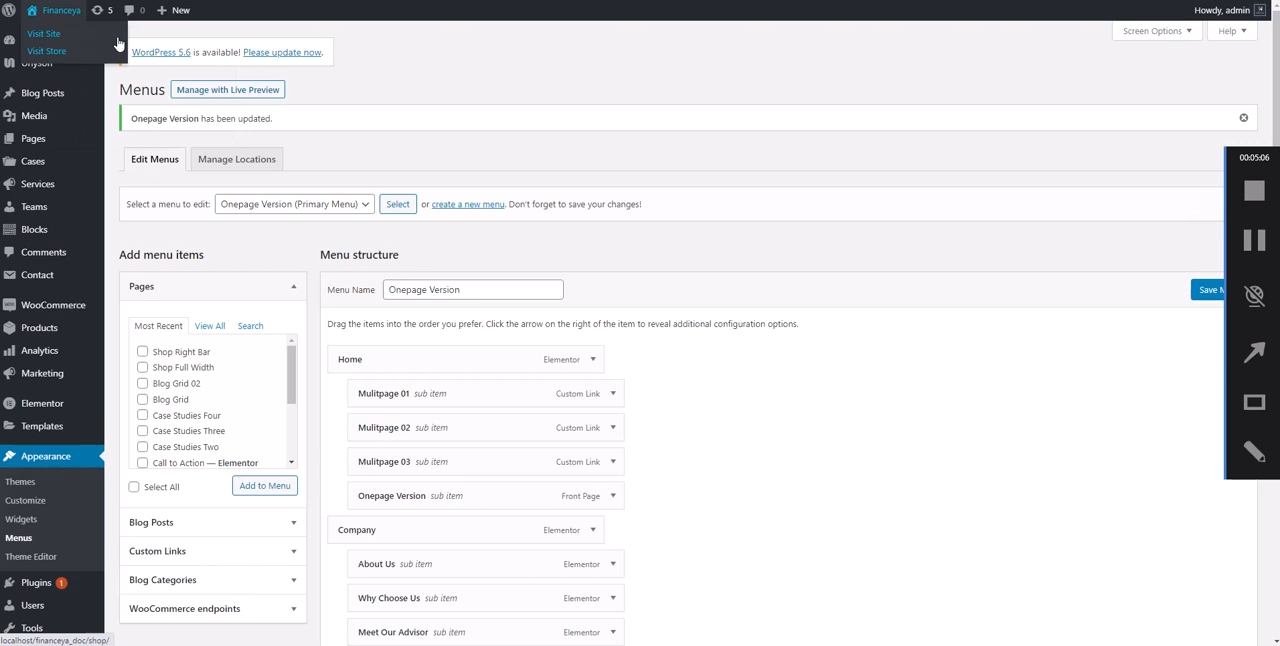 Financeya 5 0 New Howdy, admin
Visit Site
Visit Store
Screen Options Help
WordPress 5.6 is available! Please update now.
Unyson
Blog Posts
Media
Pages
Cases
Services
Teams
Blocks
Comments
Contact
WooCommerce
Products
Analytics
Marketing
Elementor
Templates
Appearance
Themes
Customize
Widgets
Menus
Theme Editor
Plugins 1
Users
Tools
localhost/financeya_doc/shop/
Menus Manage with Live Preview
Onepage Version has been updated.
Edit Menus Manage Locations
Select a menu to edit: Onepage Version (Primary Menu) Select or create a new menu. Don't forget to save your changes!
Add menu items
Pages
Most Recent View All Search
Shop Right Bar
Shop Full Width
Blog Grid 02
Blog Grid
Case Studies Four
Case Studies Three
Case Studies Two
Call to Action — Elementor
Select All Add to Menu
Blog Posts
Custom Links
Blog Categories
WooCommerce endpoints
Menu structure
Menu Name Onepage Version
Save M
Drag the items into the order you prefer. Click the arrow on the right of the item to reveal additional configuration options.
Home Elementor
Mulitpage 01 sub item Custom Link
Mulitpage 02 sub item Custom Link
Mulitpage 03 sub item Custom Link
Onepage Version sub item Front Page
Company Elementor
About Us sub item Elementor
Why Choose Us sub item Elementor
Meet Our Advisor sub item Elementor
00:05:06